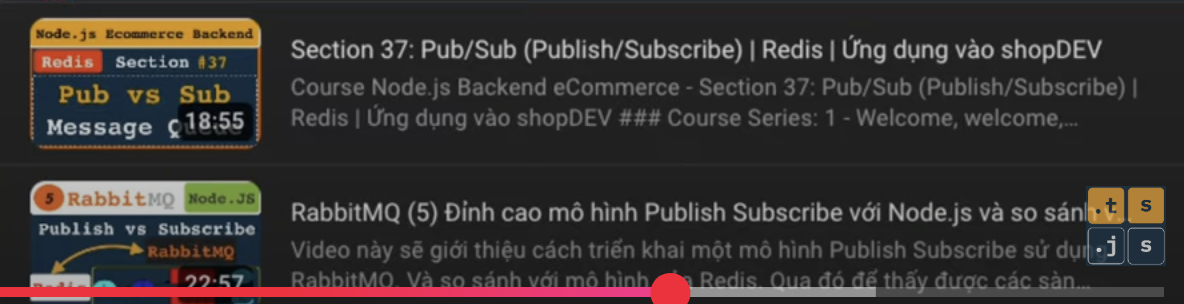 Node.js Ecommerce Backend
Redis Section #37
Pub vs Sub
Message
18:55
Section 37: Pub/Sub (Publish/Subscribe) | Redis | Ứng dụng vào shopDEV
Course Node.js Backend eCommerce - Section 37: Pub/Sub (Publish/Subscribe) |
Redis | Ứng dụng vào shopDEV ### Course Series: 1 - Welcome, welcome,...
5 RabbitMQ Node.JS
Publish vs Subscribe
RabbitMQ
Redis
22:57
RabbitMQ (5) Đỉnh cao mô hình Publish Subscribe với Node.js và so sánh
Video này sẽ giới thiệu cách triển khai một mô hình Publish Subscribe sử
RabbitMQ. Và so sánh với mô hình Redis. Qua đó để thấy được các sàn...
.t s
.j s